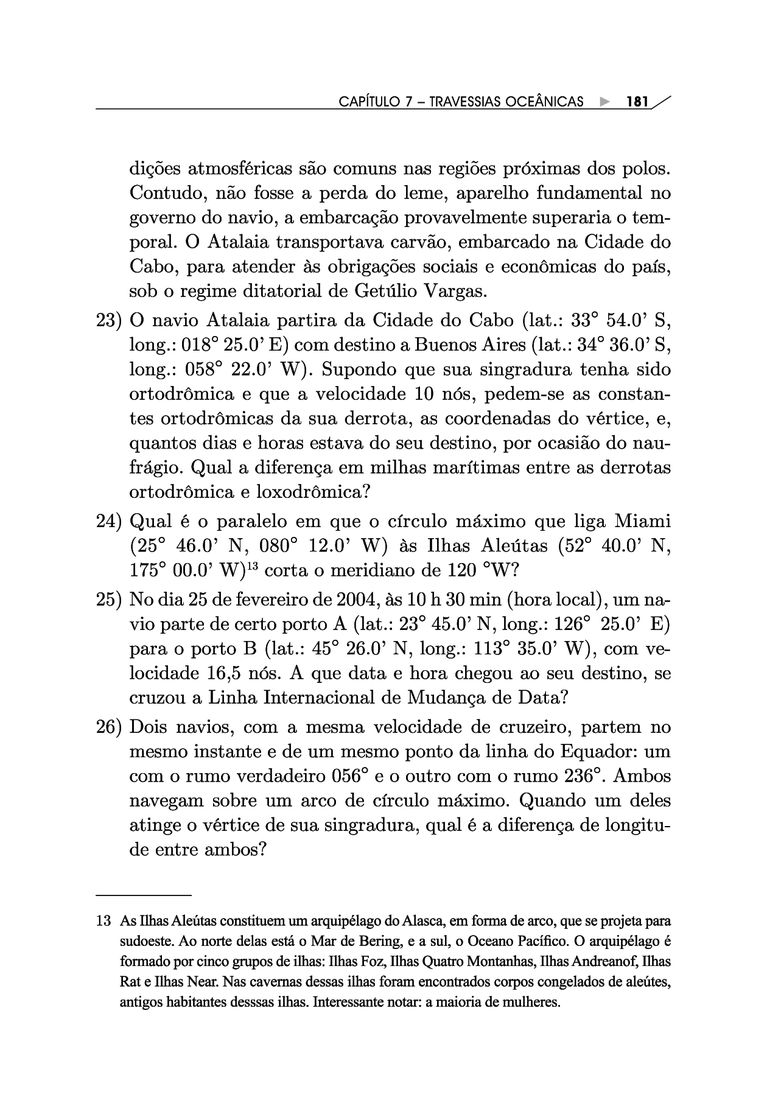 CAPÍTULO 7 – TRAVESSIAS OCEÂNICAS ▶ 181
dições atmosféricas são comuns nas regiões próximas dos polos.
Contudo, não fosse a perda do leme, aparelho fundamental no
governo do navio, a embarcação provavelmente superaria o tem-
poral. O Atalaia transportava carvão, embarcado na Cidade do
Cabo, para atender às obrigações sociais e econômicas do país,
sob o regime ditatorial de Getúlio Vargas.
23) O navio Atalaia partira da Cidade do Cabo (lat.: 33° 54.0’ S,
long.: 018° 25.0’ E) com destino a Buenos Aires (lat.: 34° 36.0’ S,
long.: 058° 22.0’ W). Supondo que sua singradura tenha sido
ortodrômica e que a velocidade 10 nós, pedem-se as constan-
tes ortodrômicas da sua derrota, as coordenadas do vértice, e,
quantos dias e horas estava do seu destino, por ocasião do nau-
frágio. Qual a diferença em milhas marítimas entre as derrotas
ortodrômica e loxodrômica?
24) Qual é o paralelo em que o círculo máximo que liga Miami
(25° 46.0’ N, 080° 12.0’ W) às Ilhas Aleútas (52° 40.0’ N,
175° 00.0’ W)¹³ corta o meridiano de 120 °W?
25) No dia 25 de fevereiro de 2004, às 10 h 30 min (hora local), um na-
vio parte de certo porto A (lat.: 23° 45.0’ N, long.: 126° 25.0’ E)
para o porto B (lat.: 45° 26.0’ N, long.: 113° 35.0’ W), com ve-
locidade 16,5 nós. A que data e hora chegou ao seu destino, se
cruzou a Linha Internacional de Mudança de Data?
26) Dois navios, com a mesma velocidade de cruzeiro, partem no
mesmo instante e de um mesmo ponto da linha do Equador: um
com o rumo verdadeiro 056° e o outro com o rumo 236°. Ambos
navegam sobre um arco de círculo máximo. Quando um deles
atinge o vértice de sua singradura, qual é a diferença de longitu-
de entre ambos?
13 As Ilhas Aleútas constituem um arquipélago do Alasca, em forma de arco, que se projeta para
sudoeste. Ao norte delas está o Mar de Bering, e a sul, o Oceano Pacífico. O arquipélago é
formado por cinco grupos de ilhas: Ilhas Foz, Ilhas Quatro Montanhas, Ilhas Andreanof, Ilhas
Rat e Ilhas Near. Nas cavernas dessas ilhas foram encontrados corpos congelados de aleútes,
antigos habitantes desssas ilhas. Interessante notar: a maioria de mulheres.